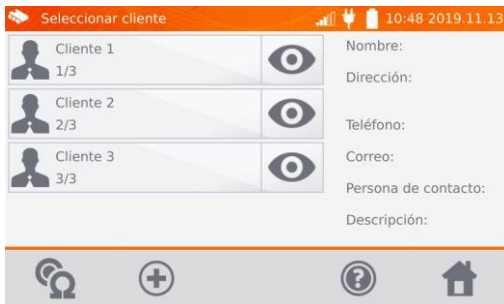 Seleccionar cliente
10:48 2019.11.13
Cliente 1
1/3
Cliente 2
2/3
Cliente 3
3/3
Nombre:
Dirección:
Teléfono:
Correo:
Persona de contacto:
Descripción: